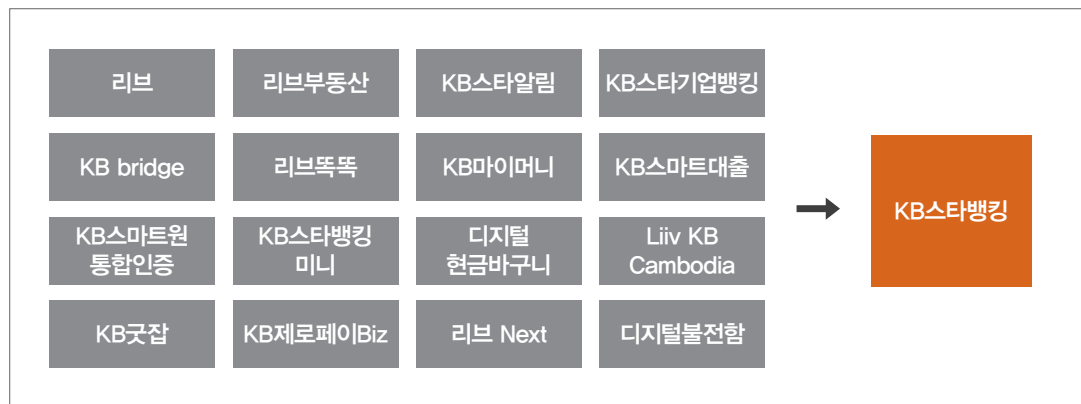 리브
리브부동산
KB스타알림
KB스타기업뱅킹
KB bridge
리브똑똑
KB마이머니
KB스마트대출
KB스마트원
통합인증
KB스타뱅킹
미니
디지털
현금바구니
Liiv KB
Cambodia
KB굿잡
KB제로페이Biz
리브 Next
디지털불전함
KB스타뱅킹